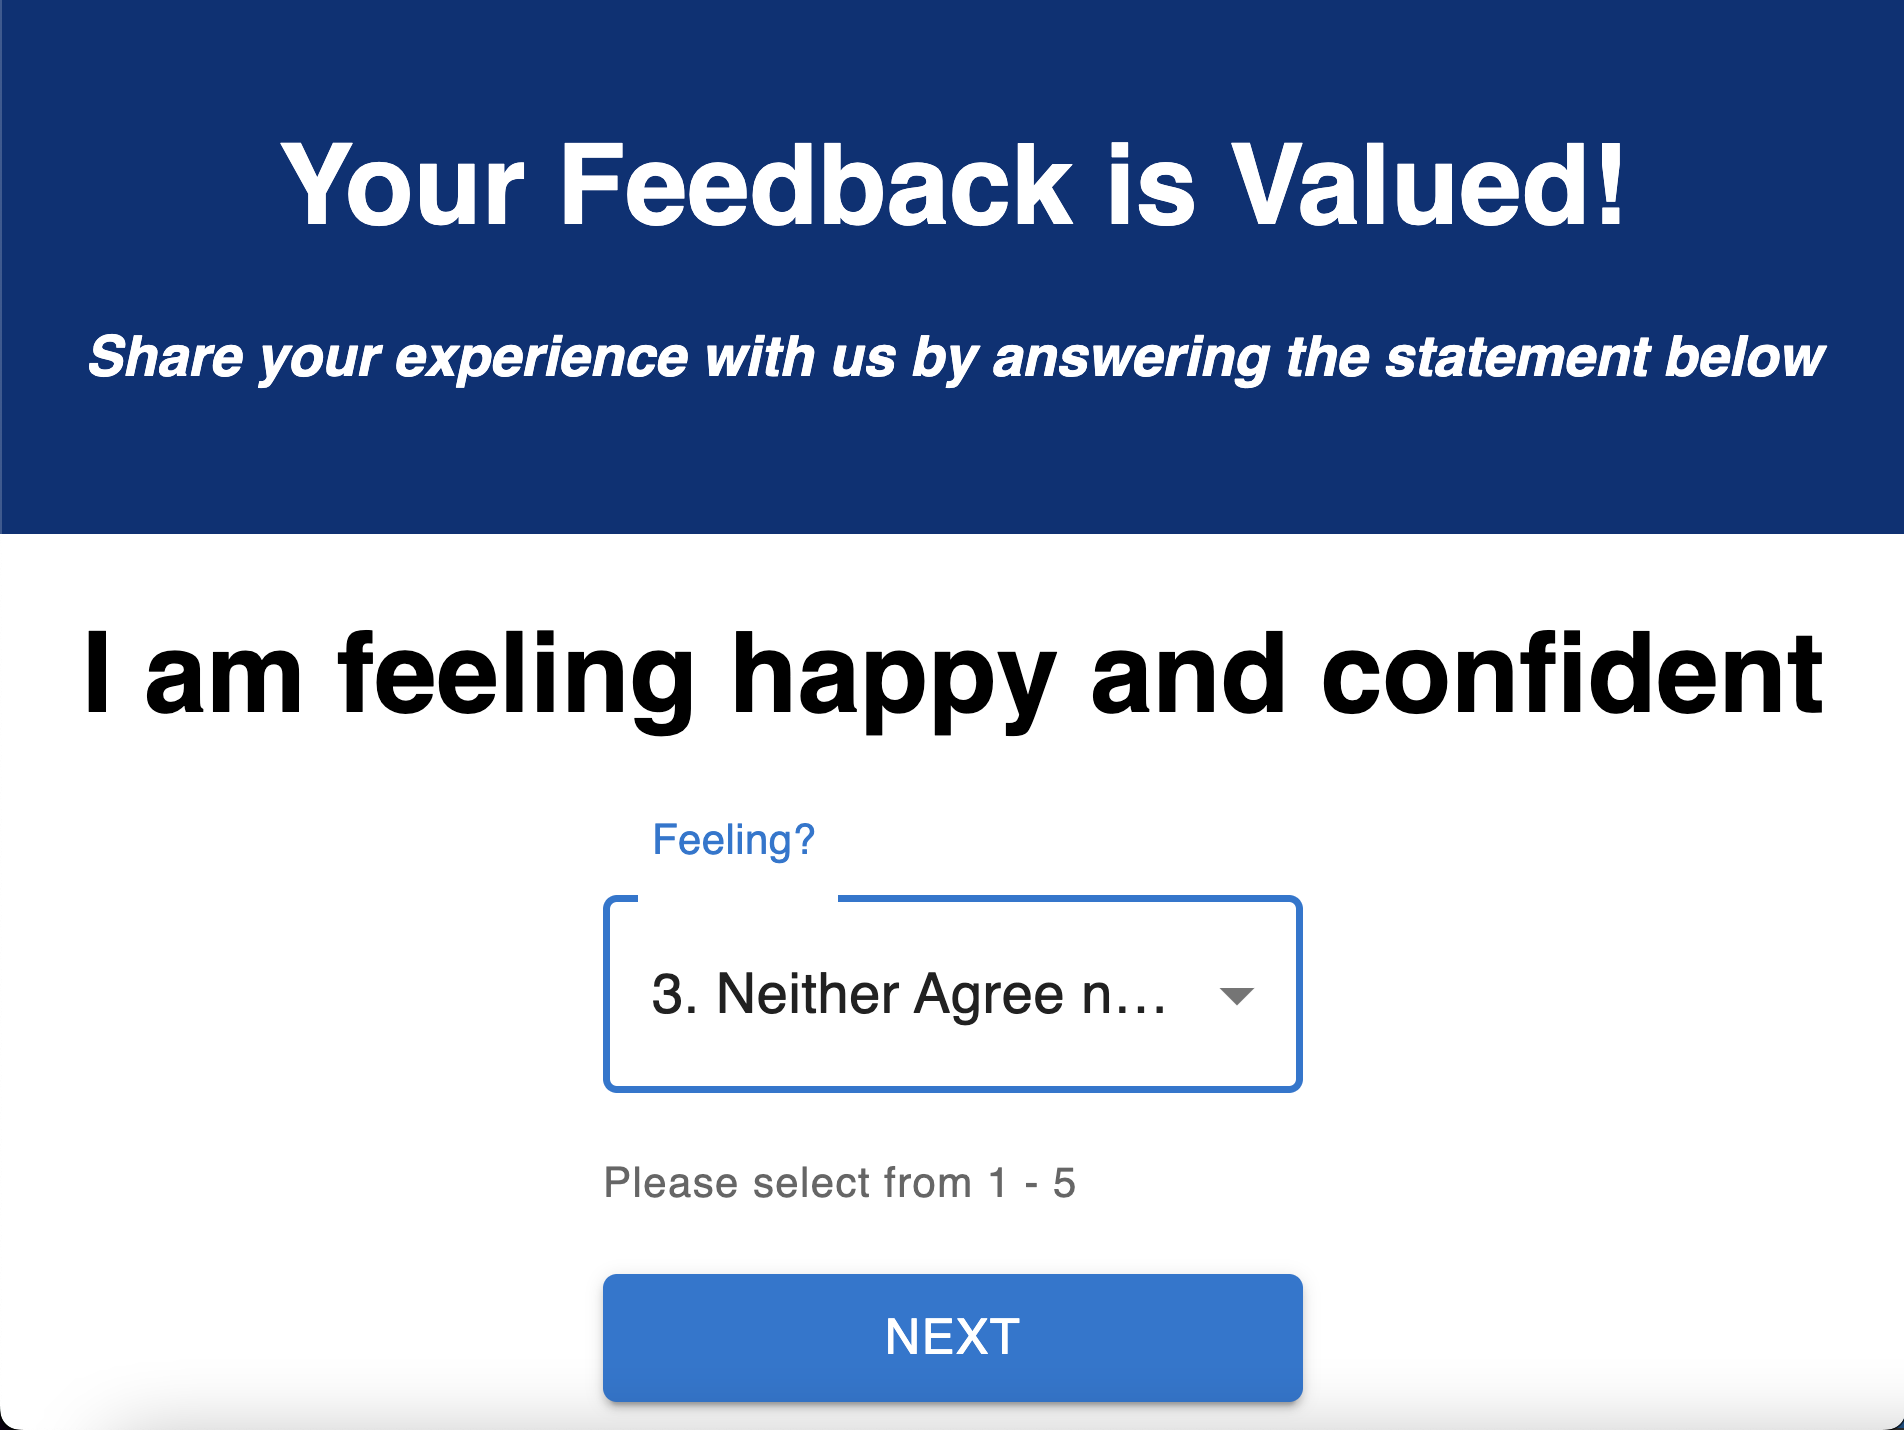 Your Feedback is Valued!
Share your experience with us by answering the statement below
I am feeling happy and confident
Feeling?
3. Neither Agree n...
Please select from 1 - 5
NEXT